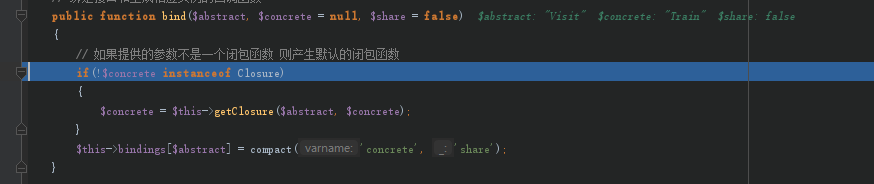 public function bind($abstract, $concrete = null, $share = false) $abstract: "Visit" $concrete: "Train" $share: false
{
// 如果提供的参数不是一个闭包函数 则产生默认的闭包函数
if(!$concrete instanceof Closure)
{
$concrete = $this->getClosure($abstract, $concrete);
}
$this->bindings[$abstract] = compact( varname: 'concrete', _: 'share');
}